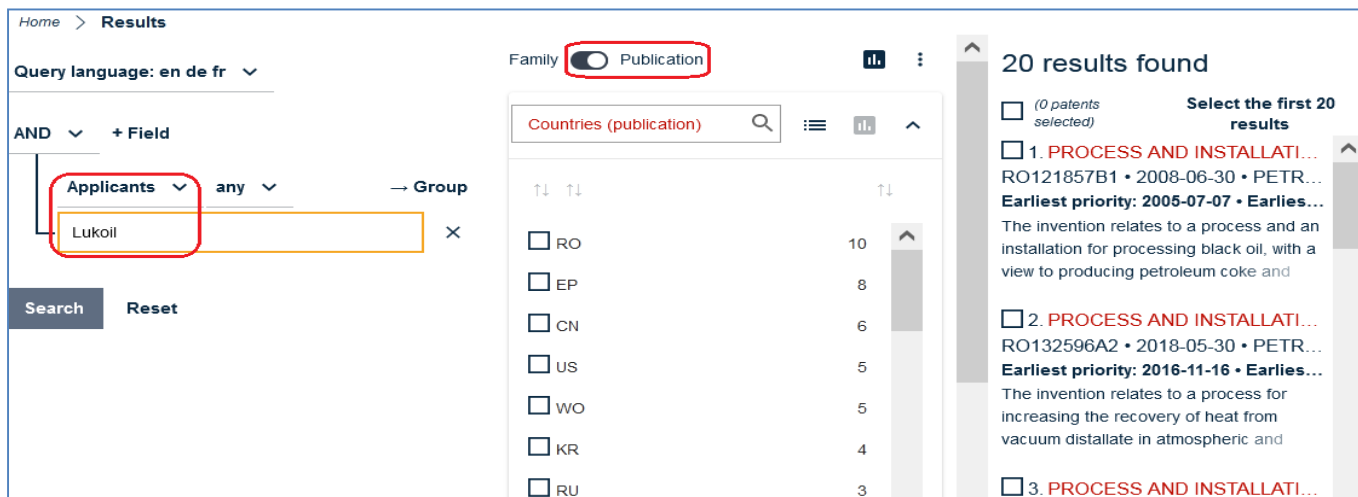 Home > Results
Query language: en de fr
AND + Field
Applicants any → Group
Lukoil
Search Reset
Family Publication
Countries (publication)
RO 10
EP 8
CN 6
US 5
WO 5
KR 4
RU 3
20 results found
(0 patents selected) Select the first 20 results
1. PROCESS AND INSTALLATI...
RO121857B1 • 2008-06-30 • PETR...
Earliest priority: 2005-07-07 • Earlies...
The invention relates to a process and an
installation for processing black oil, with a
view to producing petroleum coke and
2. PROCESS AND INSTALLATI...
RO132596A2 • 2018-05-30 • PETR...
Earliest priority: 2016-11-16 • Earlies...
The invention relates to a process for
increasing the recovery of heat from
vacuum distallate in atmospheric and
3. PROCESS AND INSTALLATI...